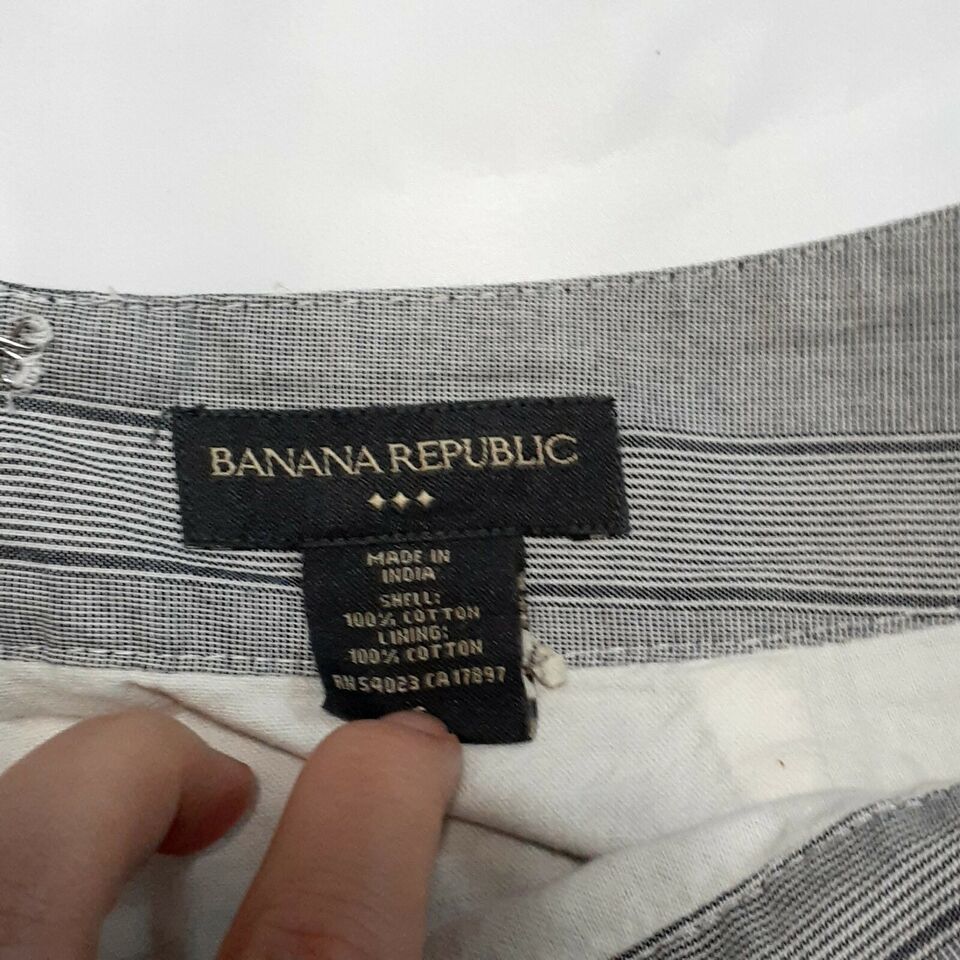 BANANA REPUBLIC
MADE IN
INDIA
SHELL:
100% COTTON
LINING:
100% COTTON
RN 54023 CA 17897